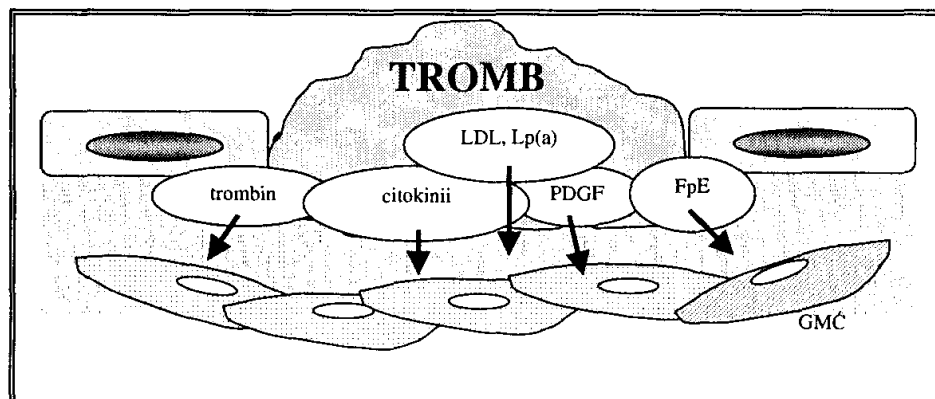 TROMB
LDL, Lp(a)
trombin
citokinii
PDGF
FpE
GMĆ